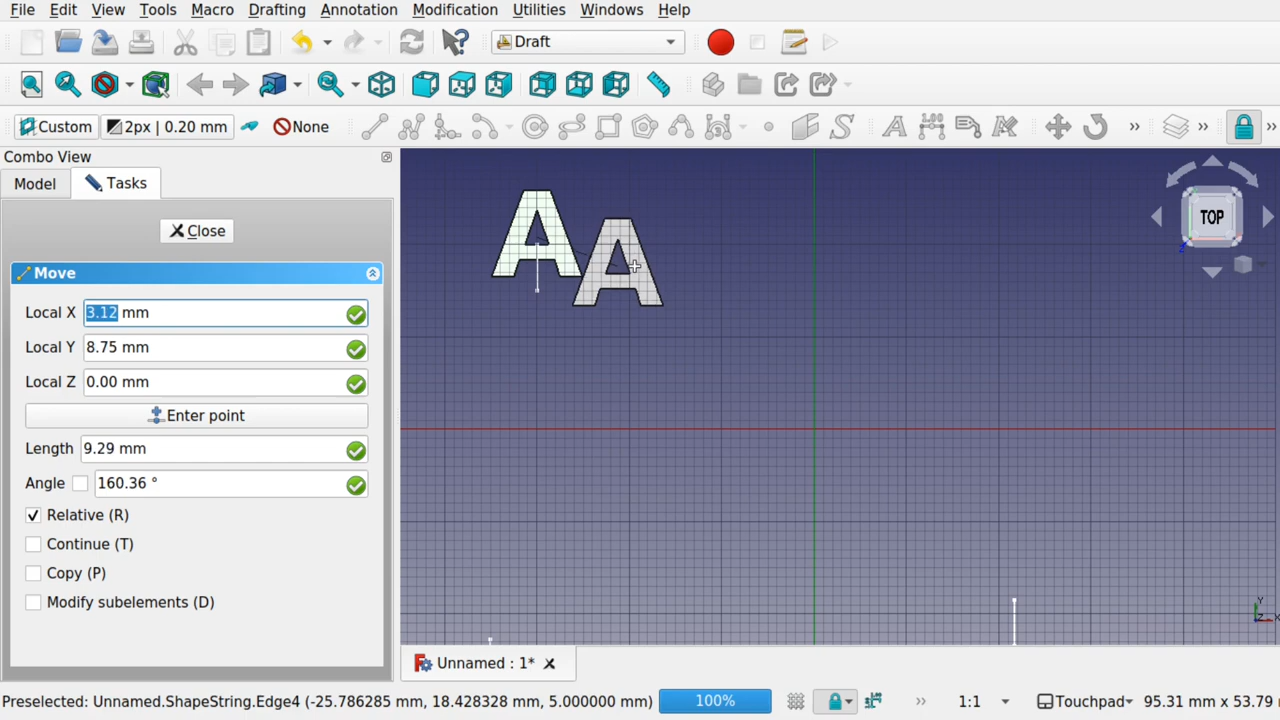 File Edit View Tools Macro Drafting Annotation Modification Utilities Windows Help
Draft
Custom 2px | 0.20 mm None
Combo View
Model Tasks
Close
Move
Local X 3.12 mm
Local Y 8.75 mm
Local Z 0.00 mm
Enter point
Length 9.29 mm
Angle 160.36 °
Relative (R)
Continue (T)
Copy (P)
Modify subelements (D)
A A
TOP
Y
Z X
Unnamed : 1*
Preselected: Unnamed.ShapeString.Edge4 (-25.786285 mm, 18.428328 mm, 5.000000 mm) 100% 1:1 Touchpad 95.31 mm x 53.79